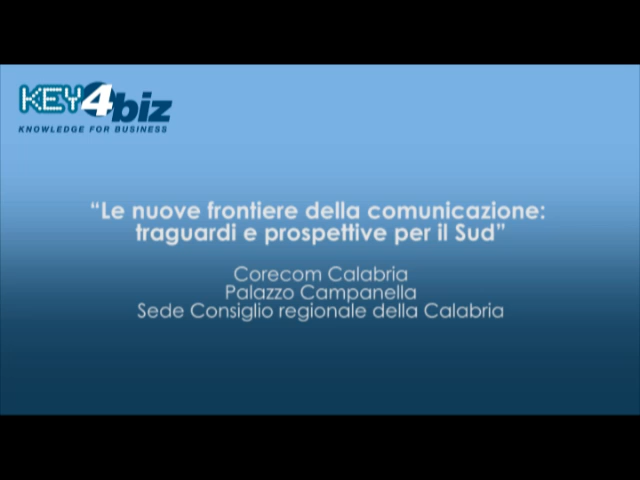 KEY4biz
KNOWLEDGE FOR BUSINESS
“Le nuove frontiere della comunicazione:
traguardi e prospettive per il Sud”
Corecom Calabria
Palazzo Campanella
Sede Consiglio regionale della Calabria